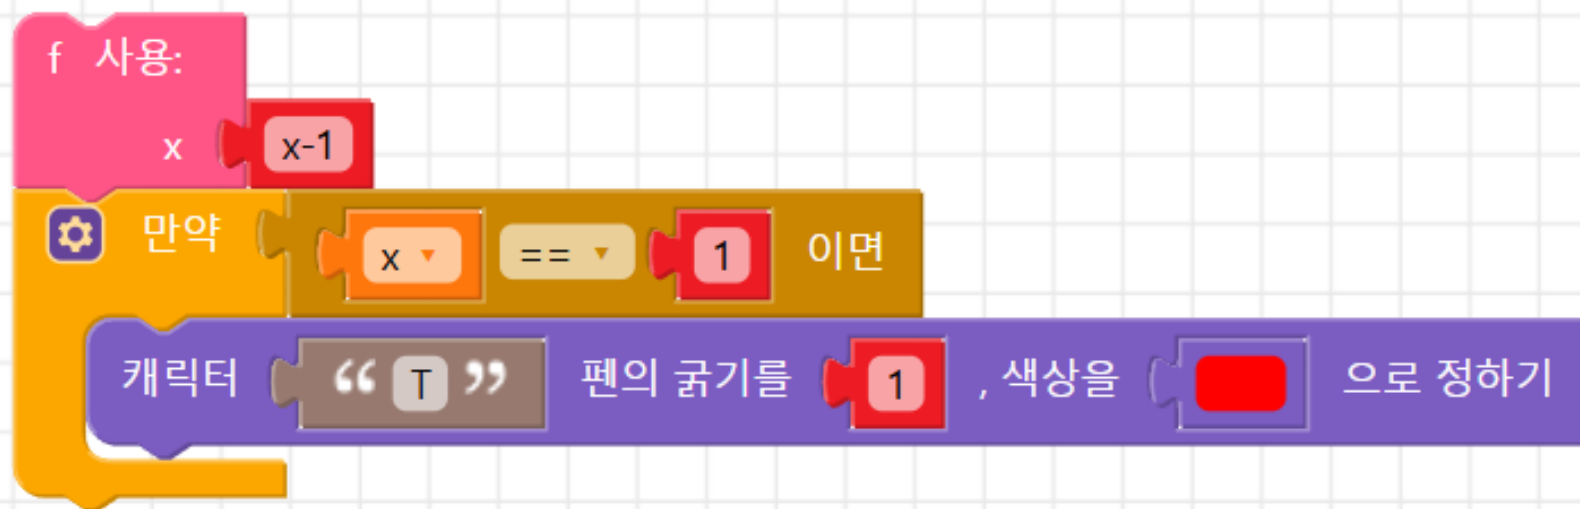 f 사용:
x x-1
만약 x == 1 이면
캐릭터 “ T ” 펜의 굵기를 1 , 색상을 으로 정하기